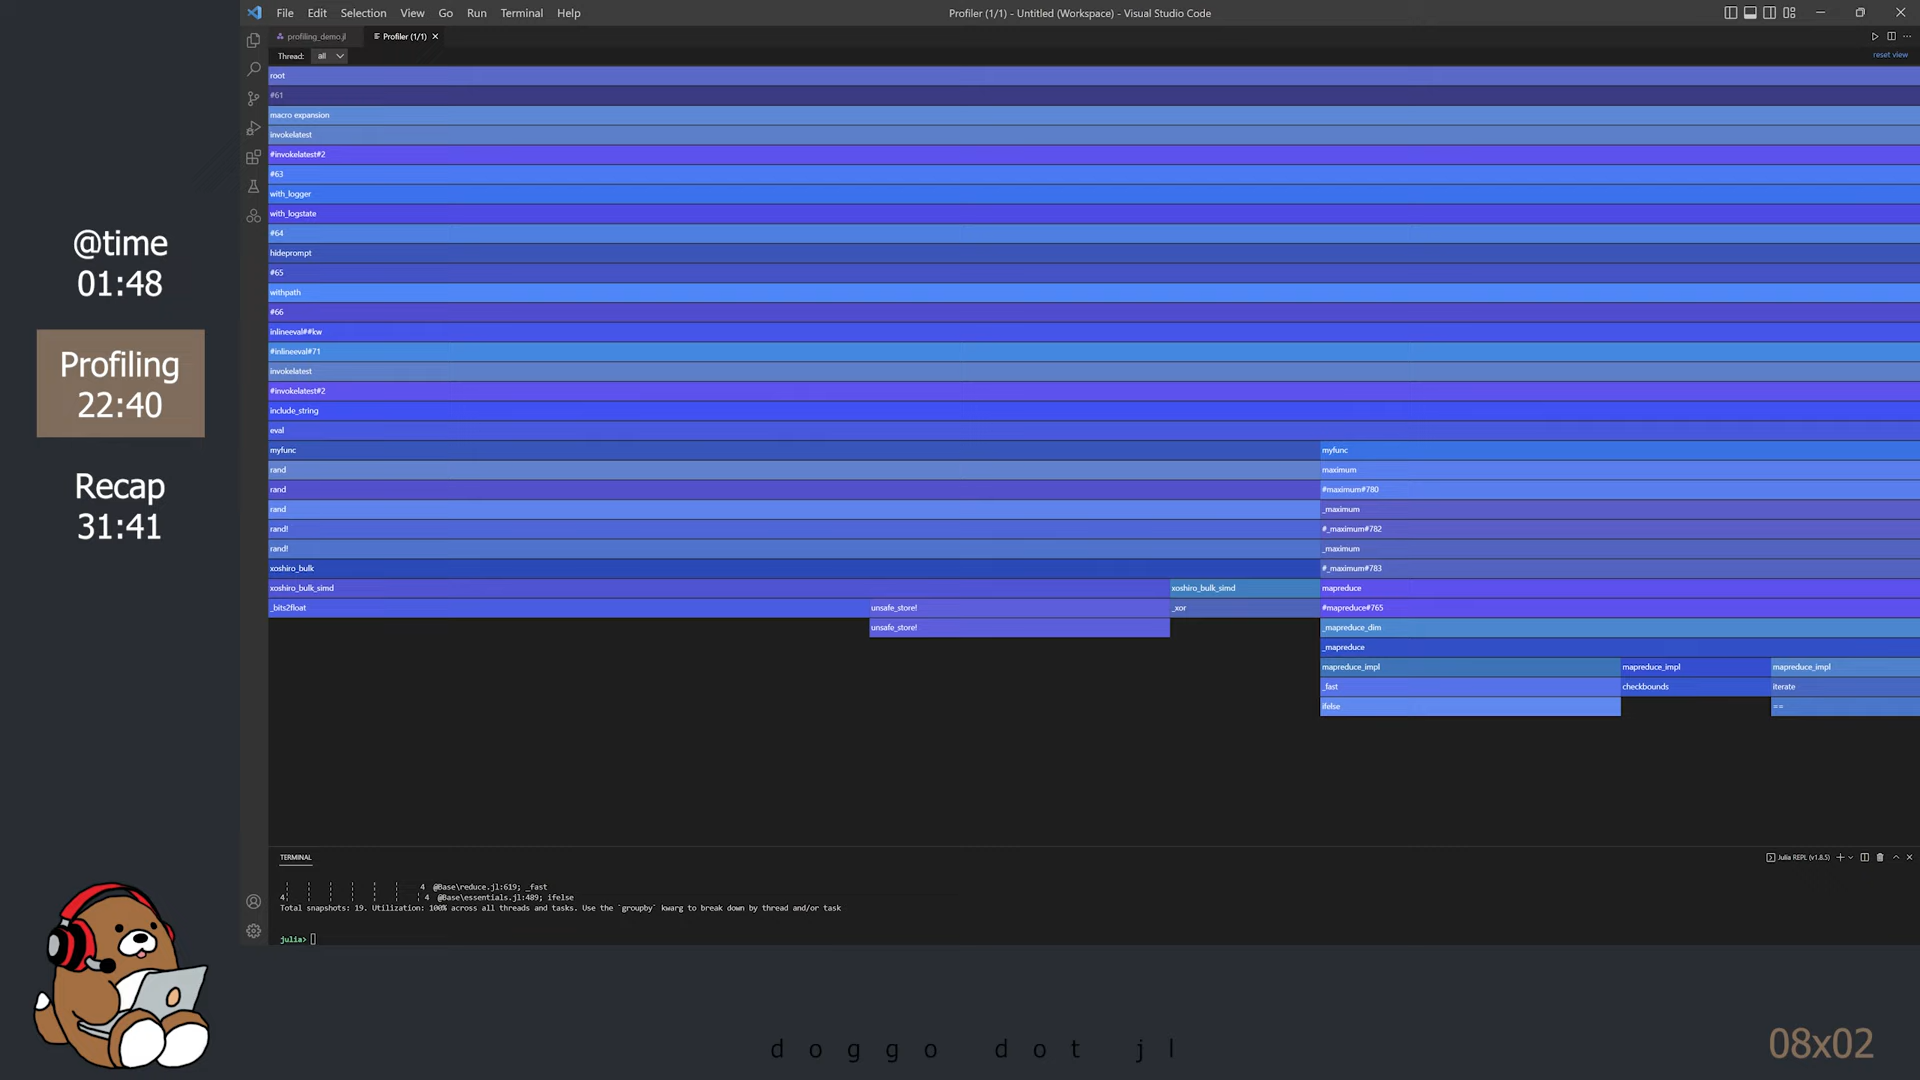 File Edit Selection View Go Run Terminal Help
Profiler (1/1) - Untitled (Workspace) - Visual Studio Code
profiling_demo.jl
Profiler (1/1)
Thread: all
reset view
root
#61
macro expansion
invokelatest
#invokelatest#2
#63
with_logger
with_logstate
#64
hideprompt
#65
withpath
#66
inlineeval##kw
#inlineeval#71
invokelatest
#invokelatest#2
include_string
eval
myfunc myfunc
rand maximum
rand #maximum#780
rand _maximum
rand! #_maximum#782
rand! _maximum
xoshiro_bulk #_maximum#783
xoshiro_bulk_simd xoshiro_bulk_simd mapreduce
_bits2float unsafe_store! _xor #mapreduce#765
unsafe_store! _mapreduce_dim
_mapreduce
mapreduce_impl mapreduce_impl mapreduce_impl
_fast checkbounds iterate
ifelse ==
TERMINAL
Julia REPL (v1.8.5)
4 @Base\reduce.jl:619; _fast
4¦ ¦ ¦ ¦ ¦ ¦ ¦ 4 @Base\essentials.jl:489; ifelse
Total snapshots: 19. Utilization: 100% across all threads and tasks. Use the `groupby` kwarg to break down by thread and/or task
julia>
@time
01:48
Profiling
22:40
Recap
31:41
doggo dot jl
08x02